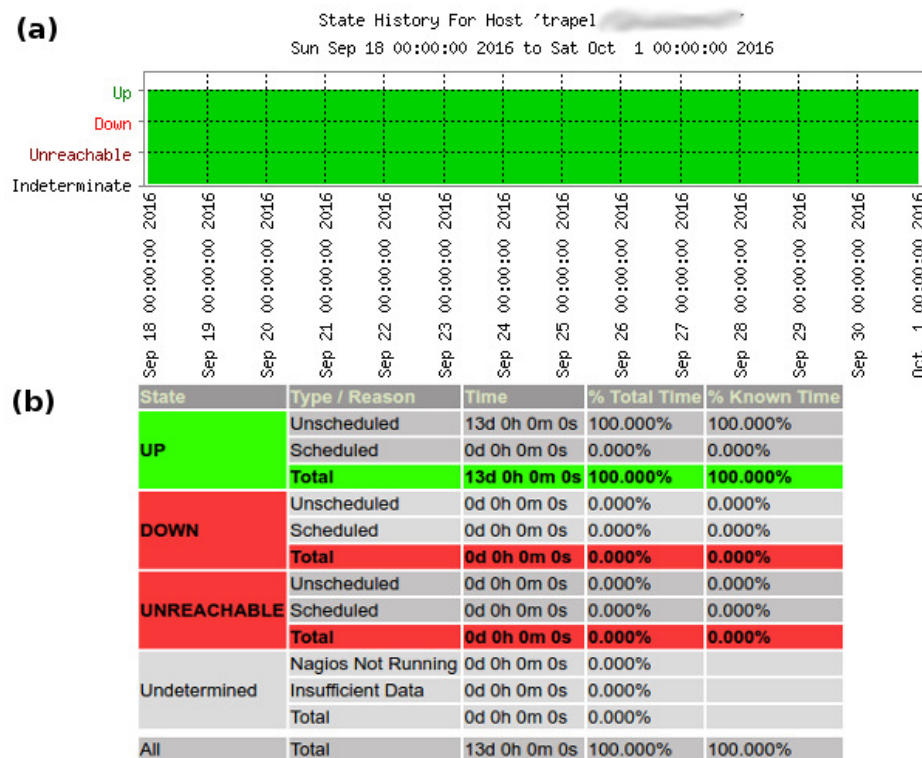 (a)
State History For Host 'trapel
Sun Sep 18 00:00:00 2016 to Sat Oct 1 00:00:00 2016
Up
Down
Unreachable
Indeterminate
Sep 18 00:00:00 2016
Sep 19 00:00:00 2016
Sep 20 00:00:00 2016
Sep 21 00:00:00 2016
Sep 22 00:00:00 2016
Sep 23 00:00:00 2016
Sep 24 00:00:00 2016
Sep 25 00:00:00 2016
Sep 26 00:00:00 2016
Sep 27 00:00:00 2016
Sep 28 00:00:00 2016
Sep 29 00:00:00 2016
Sep 30 00:00:00 2016
Oct 1 00:00:00 2016
(b)
State Type / Reason Time % Total Time % Known Time
UP
Unscheduled 13d 0h 0m 0s 100.000% 100.000%
Scheduled 0d 0h 0m 0s 0.000% 0.000%
Total 13d 0h 0m 0s 100.000% 100.000%
DOWN
Unscheduled 0d 0h 0m 0s 0.000% 0.000%
Scheduled 0d 0h 0m 0s 0.000% 0.000%
Total 0d 0h 0m 0s 0.000% 0.000%
UNREACHABLE
Unscheduled 0d 0h 0m 0s 0.000% 0.000%
Scheduled 0d 0h 0m 0s 0.000% 0.000%
Total 0d 0h 0m 0s 0.000% 0.000%
Undetermined
Nagios Not Running 0d 0h 0m 0s 0.000%
Insufficient Data 0d 0h 0m 0s 0.000%
Total 0d 0h 0m 0s 0.000%
All Total 13d 0h 0m 0s 100.000% 100.000%